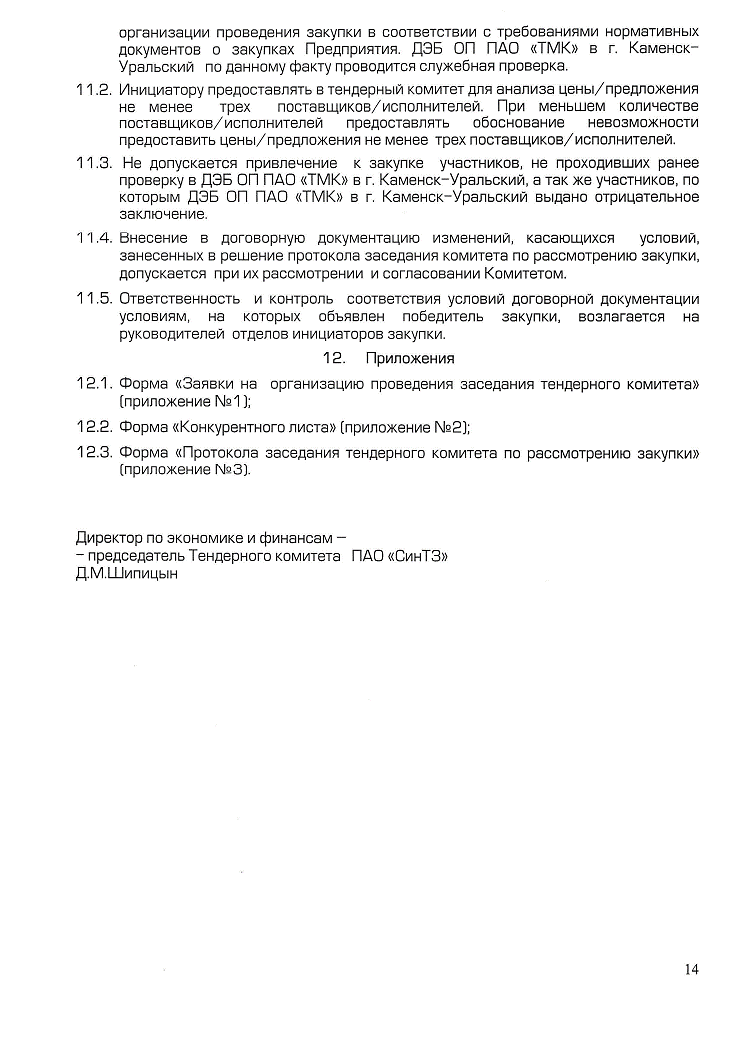 организации проведения закупки в соответствии с требованиями нормативных
документов о закупках Предприятия. ДЭБ ОП ПАО «ТМК» в г. Каменск-
Уральский по данному факту проводится служебная проверка.
11.2. Инициатору предоставлять в тендерный комитет для анализа цены/предложения
не менее трех поставщиков/исполнителей. При меньшем количестве
поставщиков/исполнителей предоставлять обоснование невозможности
предоставить цены/предложения не менее трех поставщиков/исполнителей.
11.3. Не допускается привлечение к закупке участников, не проходивших ранее
проверку в ДЭБ ОП ПАО «ТМК» в г. Каменск-Уральский, а так же участников, по
которым ДЭБ ОП ПАО «ТМК» в г. Каменск-Уральский выдано отрицательное
заключение.
11.4. Внесение в договорную документацию изменений, касающихся условий,
занесенных в решение протокола заседания комитета по рассмотрению закупки,
допускается при их рассмотрении и согласовании Комитетом.
11.5. Ответственность и контроль соответствия условий договорной документации
условиям, на которых объявлен победитель закупки, возлагается на
руководителей отделов инициаторов закупки.
12. Приложения
12.1. Форма «Заявки на организацию проведения заседания тендерного комитета»
(приложение №1);
12.2. Форма «Конкурентного листа» (приложение №2);
12.3. Форма «Протокола заседания тендерного комитета по рассмотрению закупки»
(приложение №3).
Директор по экономике и финансам –
– председатель Тендерного комитета ПАО «СинТЗ»
Д.М.Шипицын
14